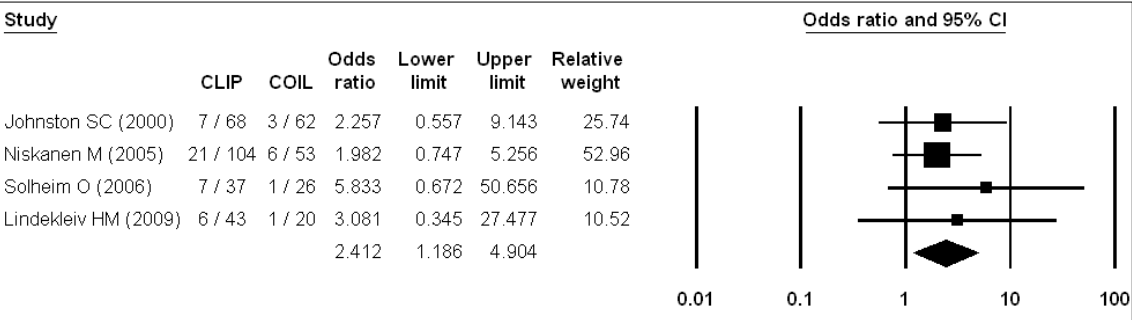 Study Odds ratio and 95% CI
Odds Lower Upper Relative
CLIP COIL ratio limit limit weight
Johnston SC (2000) 7 / 68 3 / 62 2.257 0.557 9.143 25.74
Niskanen M (2005) 21 / 104 6 / 53 1.982 0.747 5.256 52.96
Solheim O (2006) 7 / 37 1 / 26 5.833 0.672 50.656 10.78
Lindekleiv HM (2009) 6 / 43 1 / 20 3.081 0.345 27.477 10.52
2.412 1.186 4.904
0.01 0.1 1 10 100